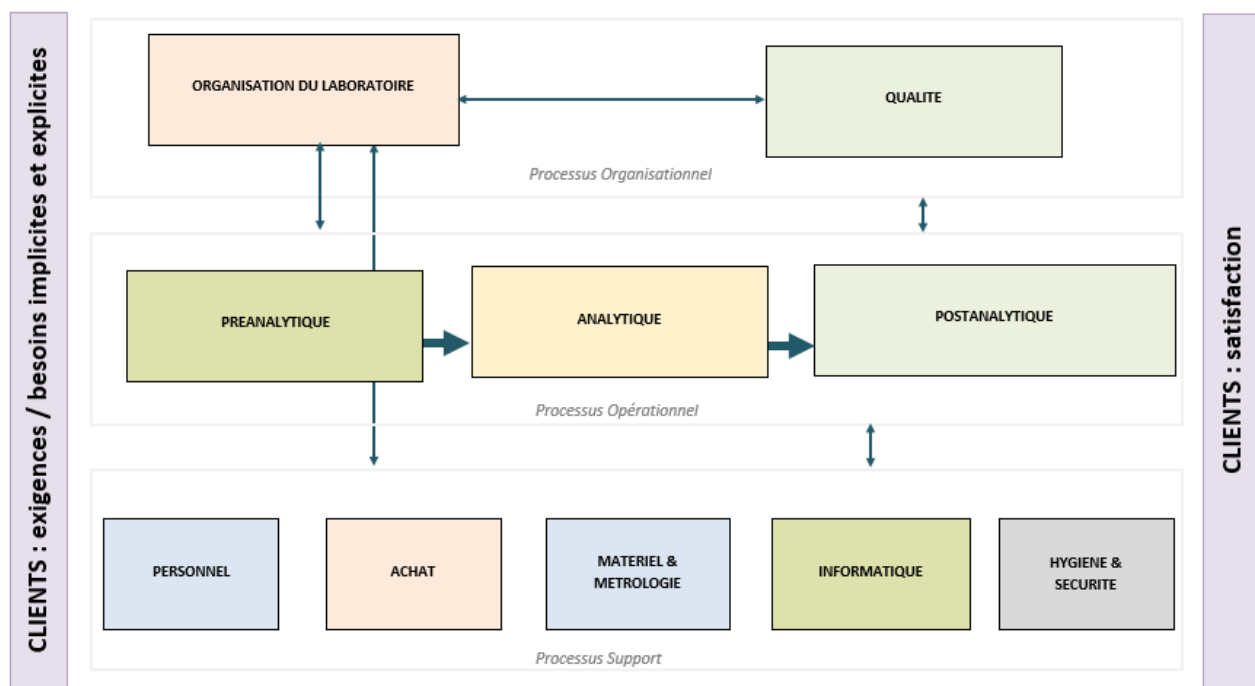 CLIENTS : exigences / besoins implicites et explicites
ORGANISATION DU LABORATOIRE
QUALITE
Processus Organisationnel
PREANALYTIQUE
ANALYTIQUE
POSTANALYTIQUE
Processus Opérationnel
PERSONNEL
ACHAT
MATERIEL &
METROLOGIE
INFORMATIQUE
HYGIENE &
SECURITE
Processus Support
CLIENTS : satisfaction